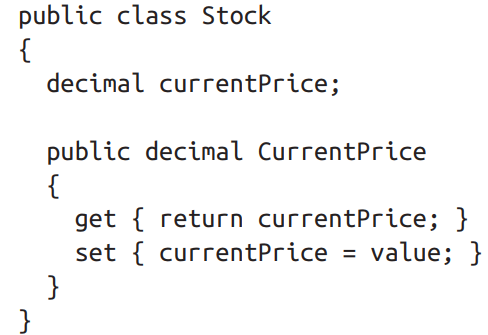 public class Stock
{
  decimal currentPrice;

  public decimal CurrentPrice
  {
    get { return currentPrice; }
    set { currentPrice = value; }
  }
}